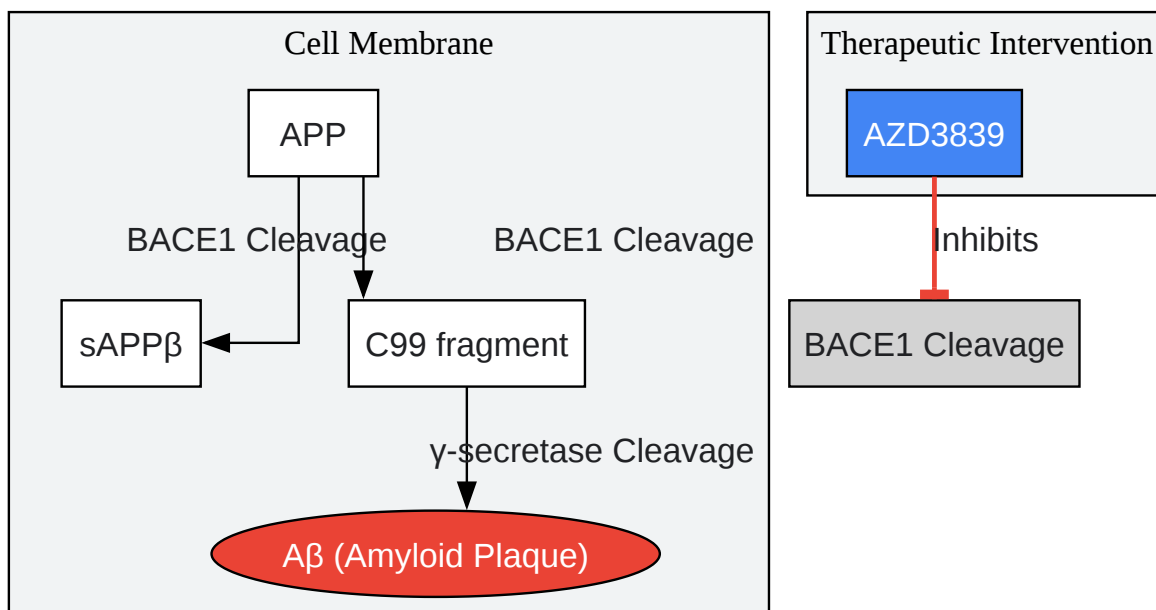 Cell Membrane
APP
BACE1 Cleavage
BACE1 Cleavage
sAPPβ
C99 fragment
γ-secretase Cleavage
Aβ (Amyloid Plaque)
Therapeutic Intervention
AZD3839
Inhibits
BACE1 Cleavage